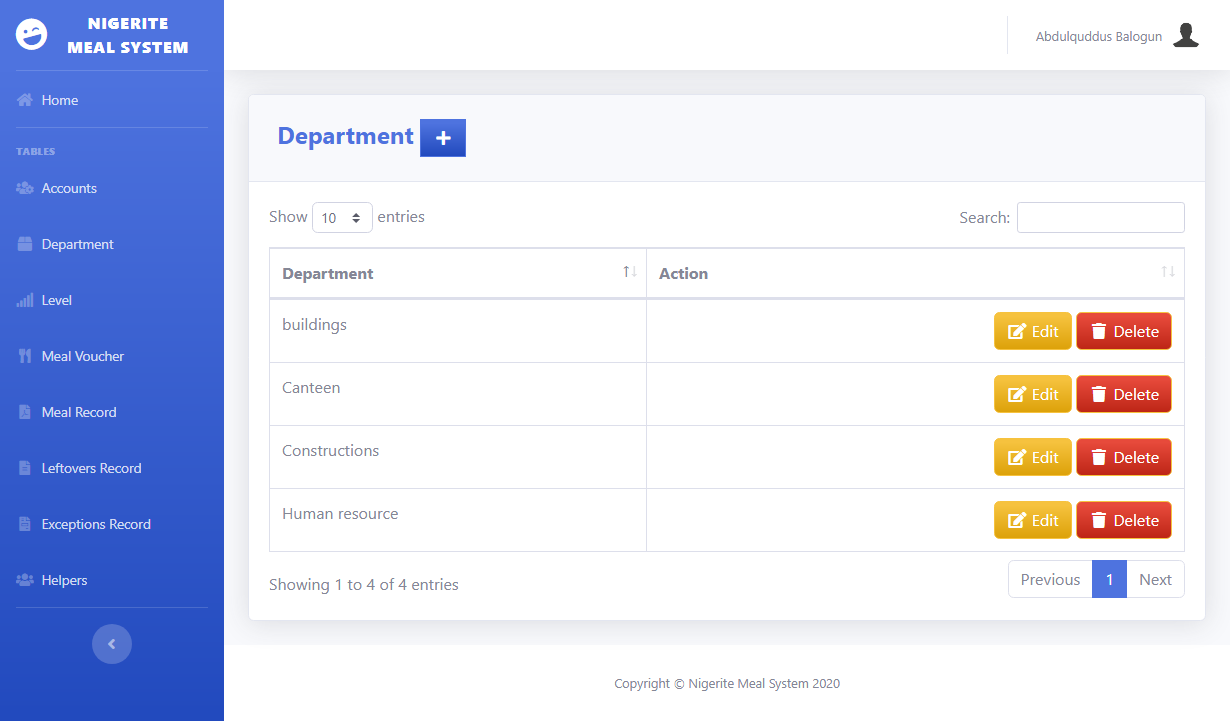 NIGERITE
MEAL SYSTEM
Abdulquddus Balogun
Home
TABLES
Accounts
Department
Level
Meal Voucher
Meal Record
Leftovers Record
Exceptions Record
Helpers
Department
Show 10 entries
Search:
Department Action
buildings Edit Delete
Canteen Edit Delete
Constructions Edit Delete
Human resource Edit Delete
Showing 1 to 4 of 4 entries
Previous 1 Next
Copyright © Nigerite Meal System 2020